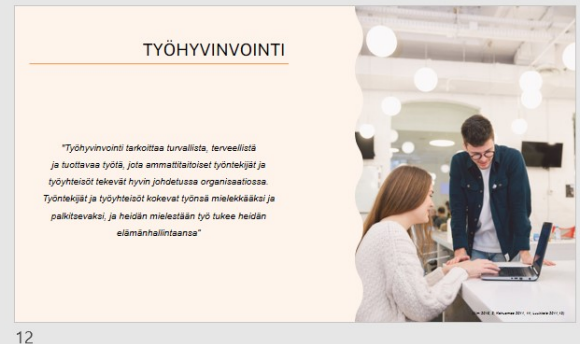 TYÖHYVINVOINTI
"Työhyvinvointi tarkoittaa turvallista, terveellistä
ja tuottavaa työtä, jota ammattitaitoiset työntekijät ja
työyhteisöt tekevät hyvin johdetussa organisaatiossa.
Työntekijät ja työyhteisöt kokevat työnsä mielekkääksi ja
palkitsevaksi, ja heidän mielestään työ tukee heidän
elämänhallintaansa"
12